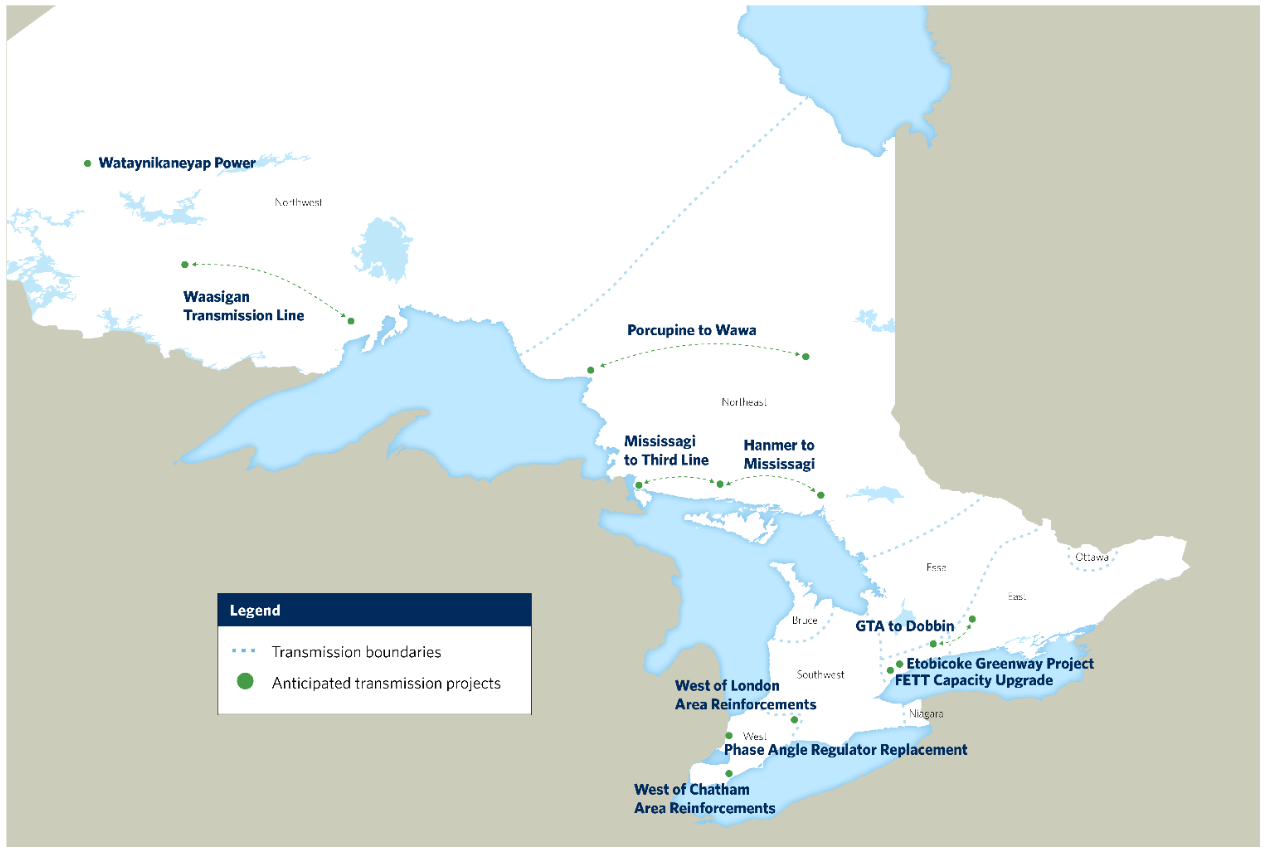 Wataynikaneyap Power
Northwest
Waasigan
Transmission Line
Porcupine to Wawa
Northeast
Mississagi
to Third Line
Hanmer to
Mississagi
Ottawa
Essa
East
Bruce
GTA to Dobbin
Etobicoke Greenway Project
FETT Capacity Upgrade
Southwest
West of London
Area Reinforcements
Niagara
West
Phase Angle Regulator Replacement
West of Chatham
Area Reinforcements
Legend
Transmission boundaries
Anticipated transmission projects